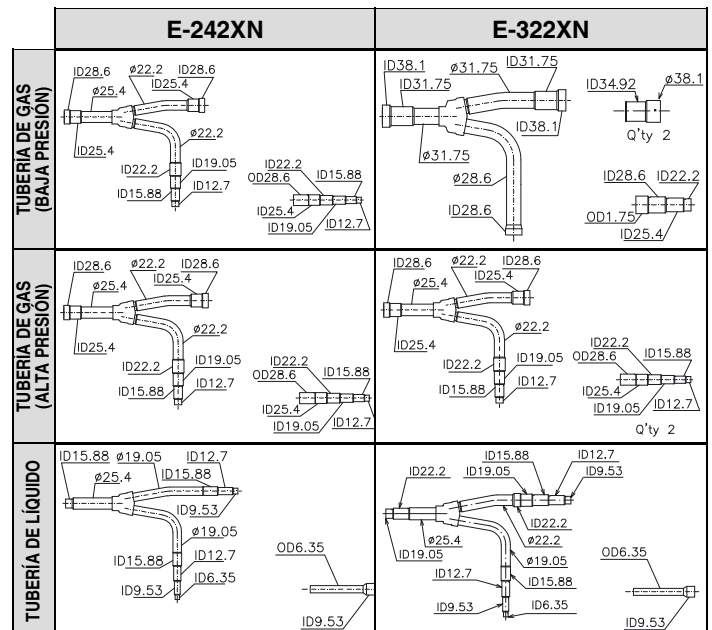 E-242XN
E-322XN
TUBERÍA DE GAS
(BAJA PRESIÓN)
ID28.6
ø25.4
ø22.2
ID25.4
ID28.6
ID25.4
ø22.2
ID22.2
ID19.05
ID15.88
ID12.7
ID22.2
ID15.88
OD28.6
ID25.4
ID19.05
ID12.7
ID38.1
ID31.75
ø31.75
ID31.75
ID38.1
ø31.75
ø28.6
ID28.6
ID34.92
ø38.1
Q'ty 2
ID28.6
ID22.2
OD1.75
ID25.4
TUBERÍA DE GAS
(ALTA PRESIÓN)
ID28.6
ø25.4
ø22.2
ID25.4
ID28.6
ID25.4
ø22.2
ID22.2
ID19.05
ID15.88
ID12.7
ID22.2
ID15.88
OD28.6
ID25.4
ID19.05
ID12.7
ID28.6
ø25.4
ø22.2
ID25.4
ID28.6
ID25.4
ø22.2
ID22.2
ID19.05
ID15.88
ID12.7
ID22.2
ID15.88
OD28.6
ID25.4
ID19.05
ID12.7
Q'ty 2
TUBERÍA DE LÍQUIDO
ID15.88
ø19.05
ID12.7
ø25.4
ID15.88
ID9.53
ø19.05
ID15.88
ID12.7
ID9.53
ID6.35
OD6.35
ID9.53
ID22.2
ID15.88
ID12.7
ID19.05
ID9.53
ID22.2
ø22.2
ø25.4
ID19.05
ø19.05
ID12.7
ID15.88
ID9.53
ID6.35
OD6.35
ID9.53